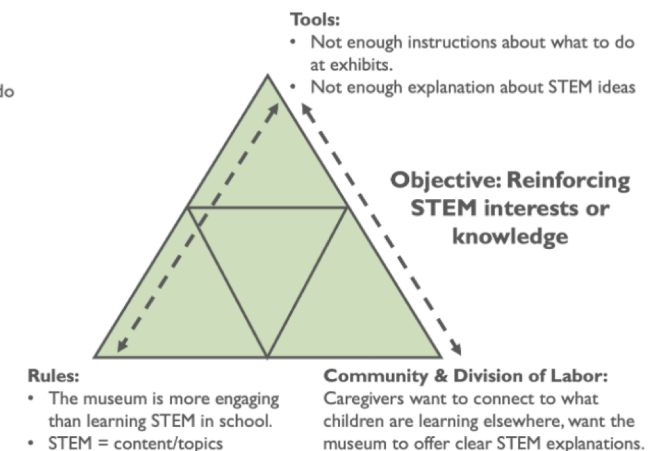 Tools:
• Not enough instructions about what to do
at exhibits.
• Not enough explanation about STEM ideas
Objective: Reinforcing
STEM interests or
knowledge
Rules:
• The museum is more engaging
than learning STEM in school.
• STEM = content/topics
Community & Division of Labor:
Caregivers want to connect to what
children are learning elsewhere, want the
museum to offer clear STEM explanations.